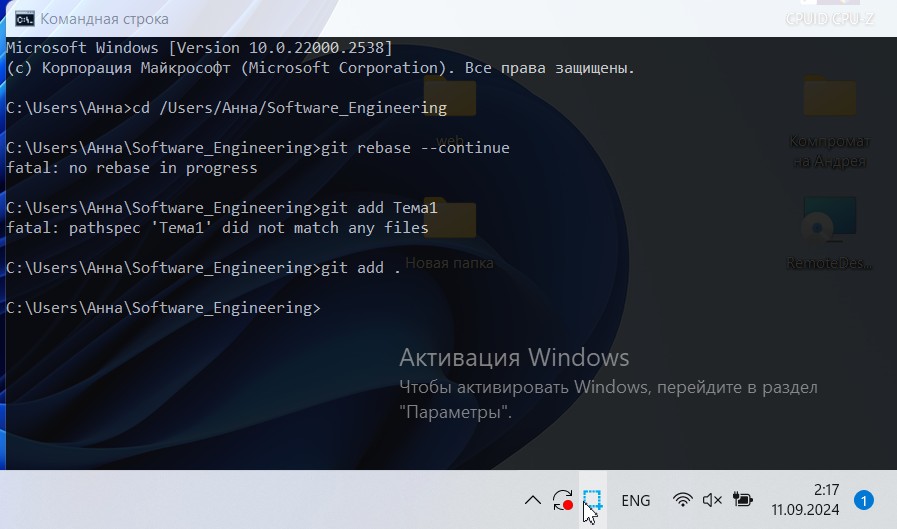 Командная строка
CPUID CPU-Z
Microsoft Windows [Version 10.0.22000.2538]
(c) Корпорация Майкрософт (Microsoft Corporation). Все права защищены.
C:\Users\Анна>cd /Users/Анна/Software_Engineering
web
Компромат
на Андрея
C:\Users\Анна\Software_Engineering>git rebase --continue
fatal: no rebase in progress
C:\Users\Анна\Software_Engineering>git add Тема1
fatal: pathspec 'Тема1' did not match any files
Новая папка
RemoteDes...
C:\Users\Анна\Software_Engineering>git add .
C:\Users\Анна\Software_Engineering>
Активация Windows
Чтобы активировать Windows, перейдите в раздел
"Параметры".
ENG
2:17
11.09.2024
1